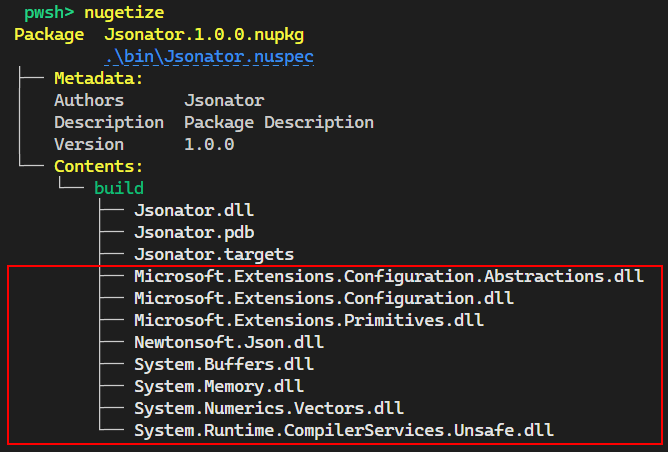 pwsh> nugetize
Package  Jsonator.1.0.0.nupkg
.\bin\Jsonator.nuspec
Metadata:
Authors      Jsonator
Description  Package Description
Version      1.0.0
Contents:
build
Jsonator.dll
Jsonator.pdb
Jsonator.targets
Microsoft.Extensions.Configuration.Abstractions.dll
Microsoft.Extensions.Configuration.dll
Microsoft.Extensions.Primitives.dll
Newtonsoft.Json.dll
System.Buffers.dll
System.Memory.dll
System.Numerics.Vectors.dll
System.Runtime.CompilerServices.Unsafe.dll